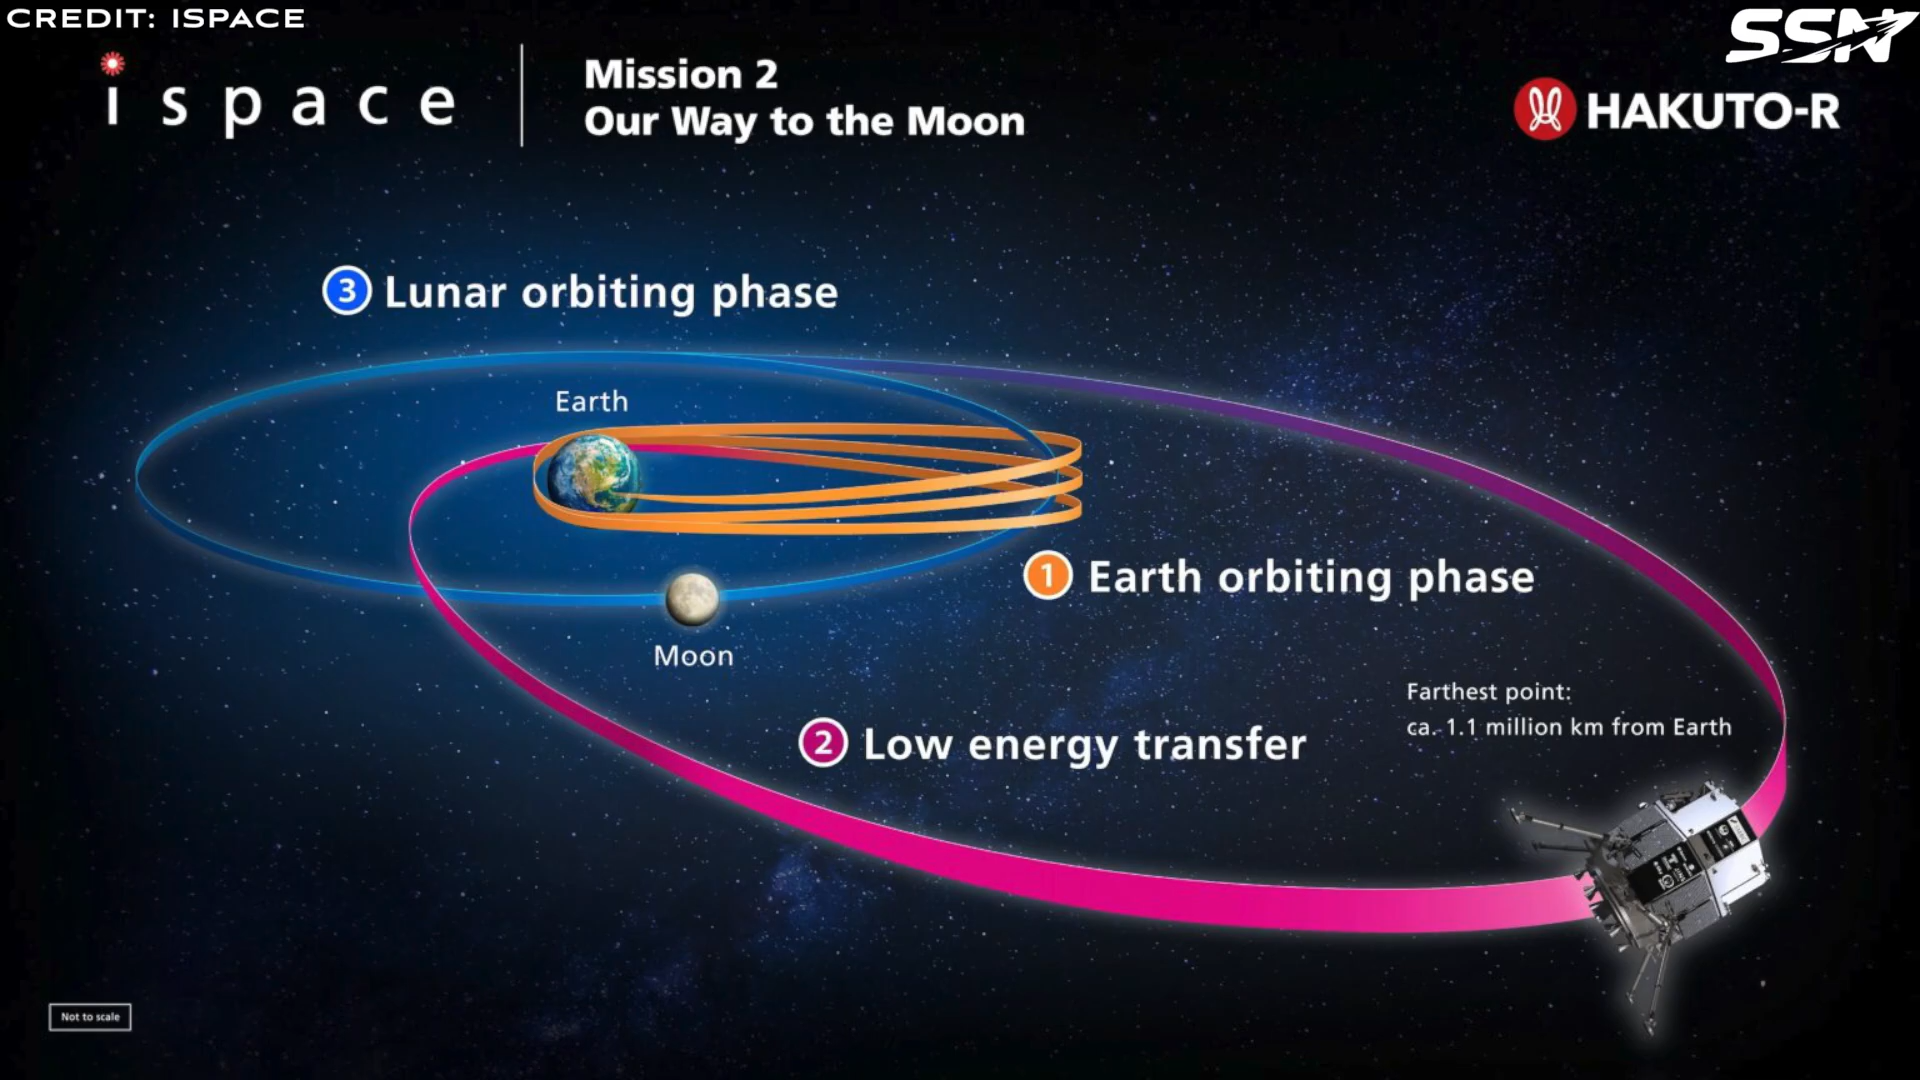 CREDIT: ISPACE
SSN
ispace
Mission 2
Our Way to the Moon
HAKUTO-R
3 Lunar orbiting phase
Earth
1 Earth orbiting phase
Moon
Farthest point:
ca. 1.1 million km from Earth
2 Low energy transfer
Not to scale